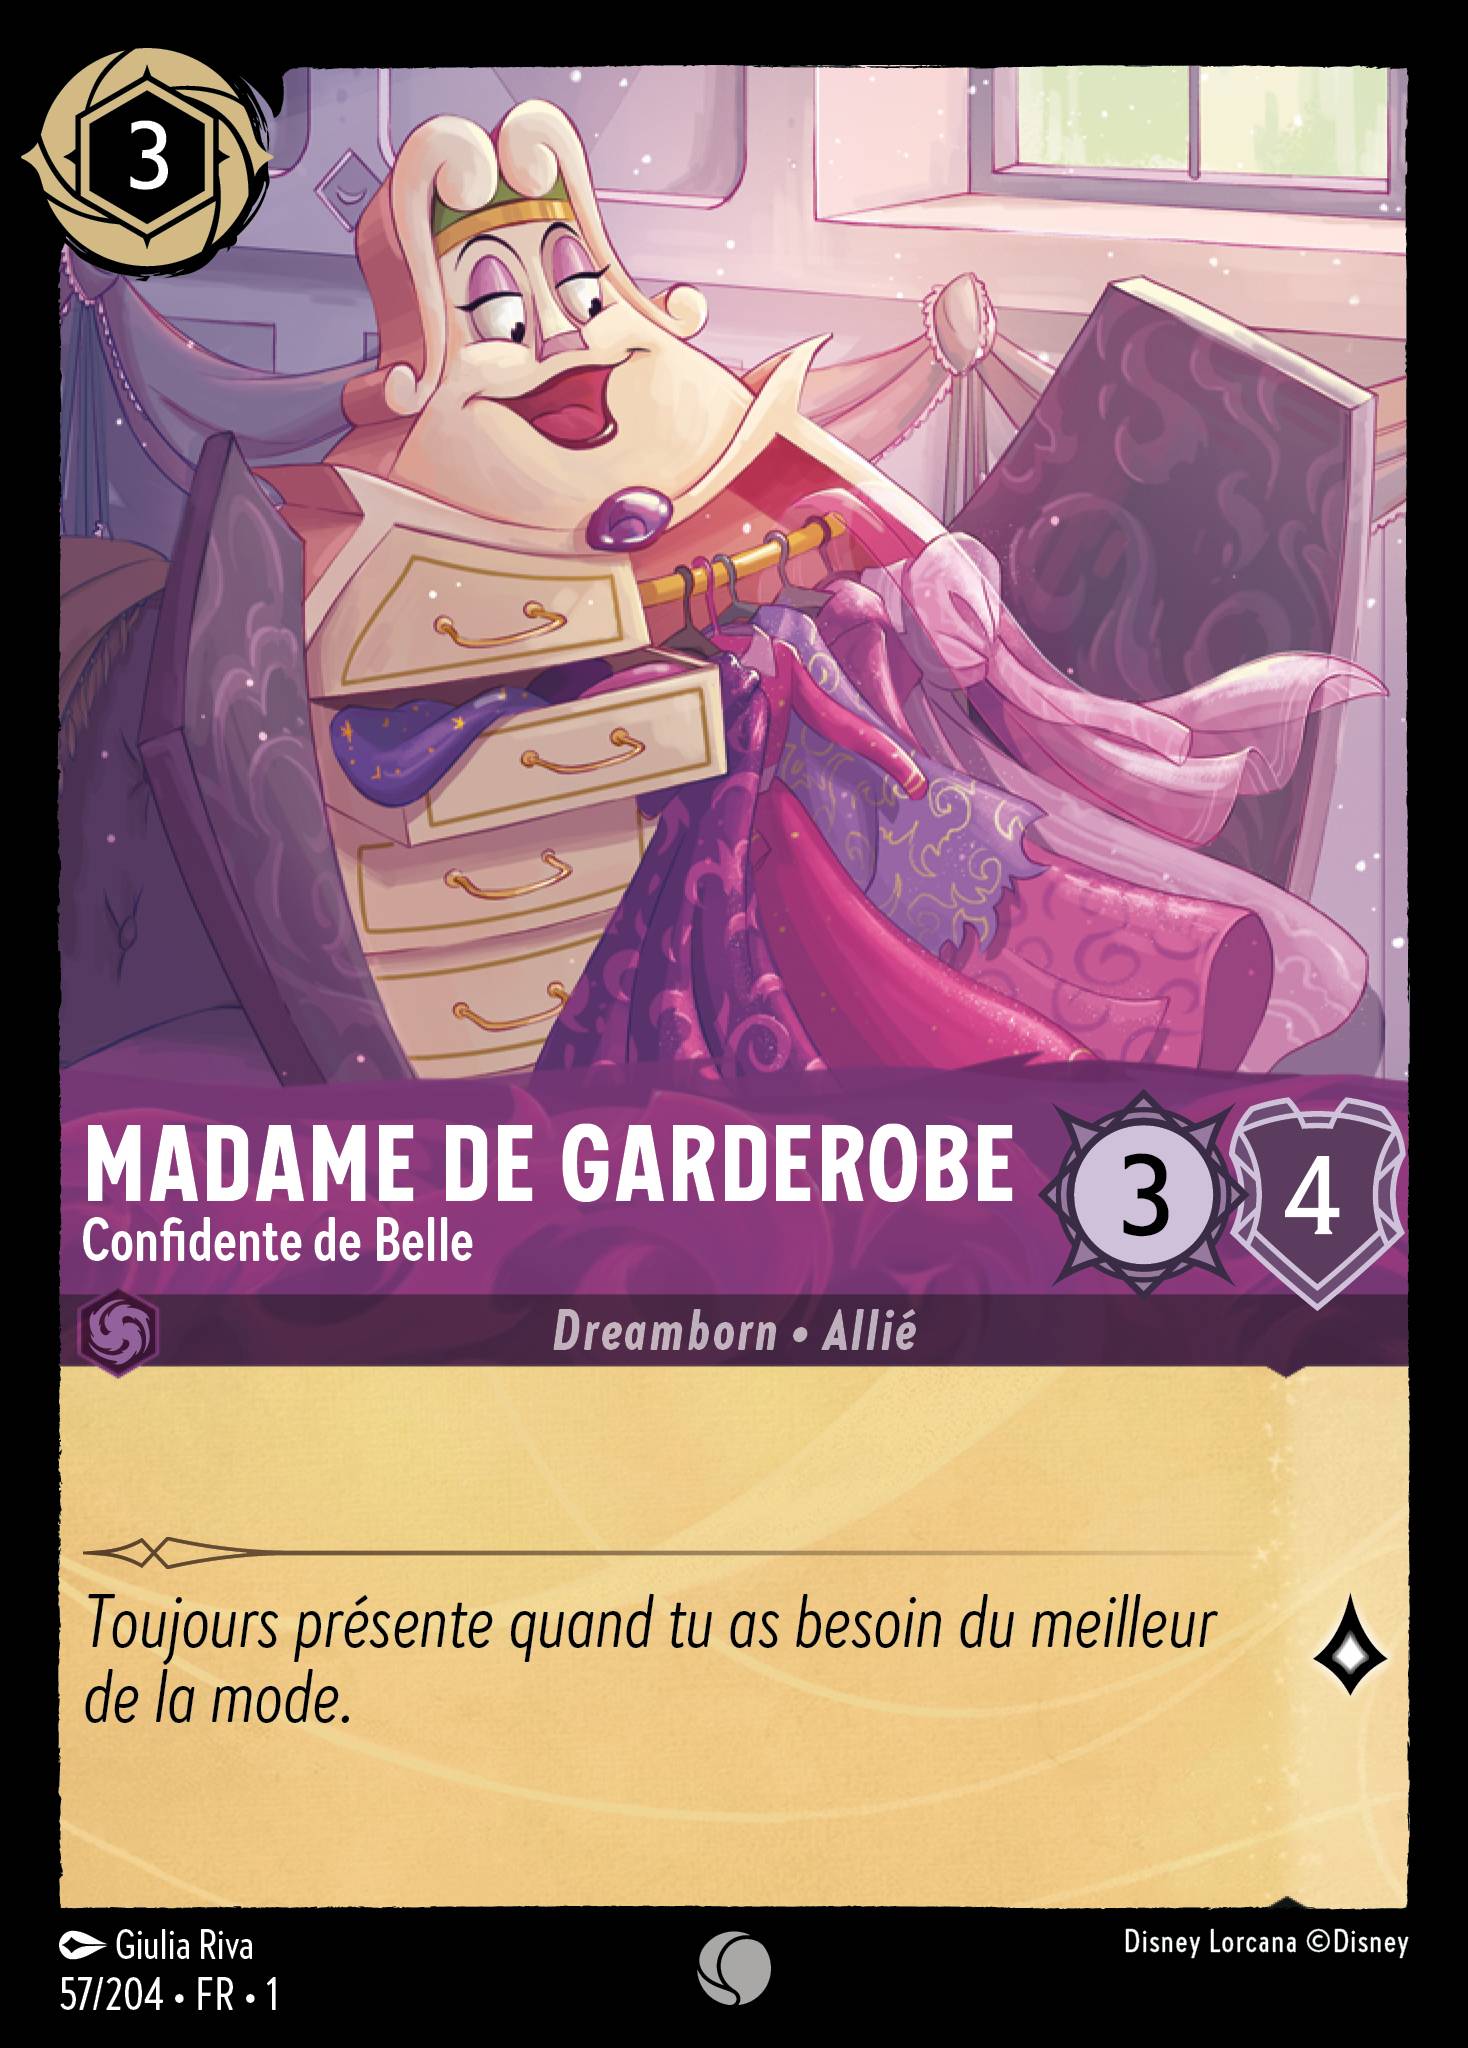 3
MADAME DE GARDEROBE
Confidente de Belle
3
4
Dreamborn • Allié
Toujours présente quand tu as besoin du meilleur
de la mode.
Giulia Riva
57/204 • FR • 1
Disney Lorcana ©Disney